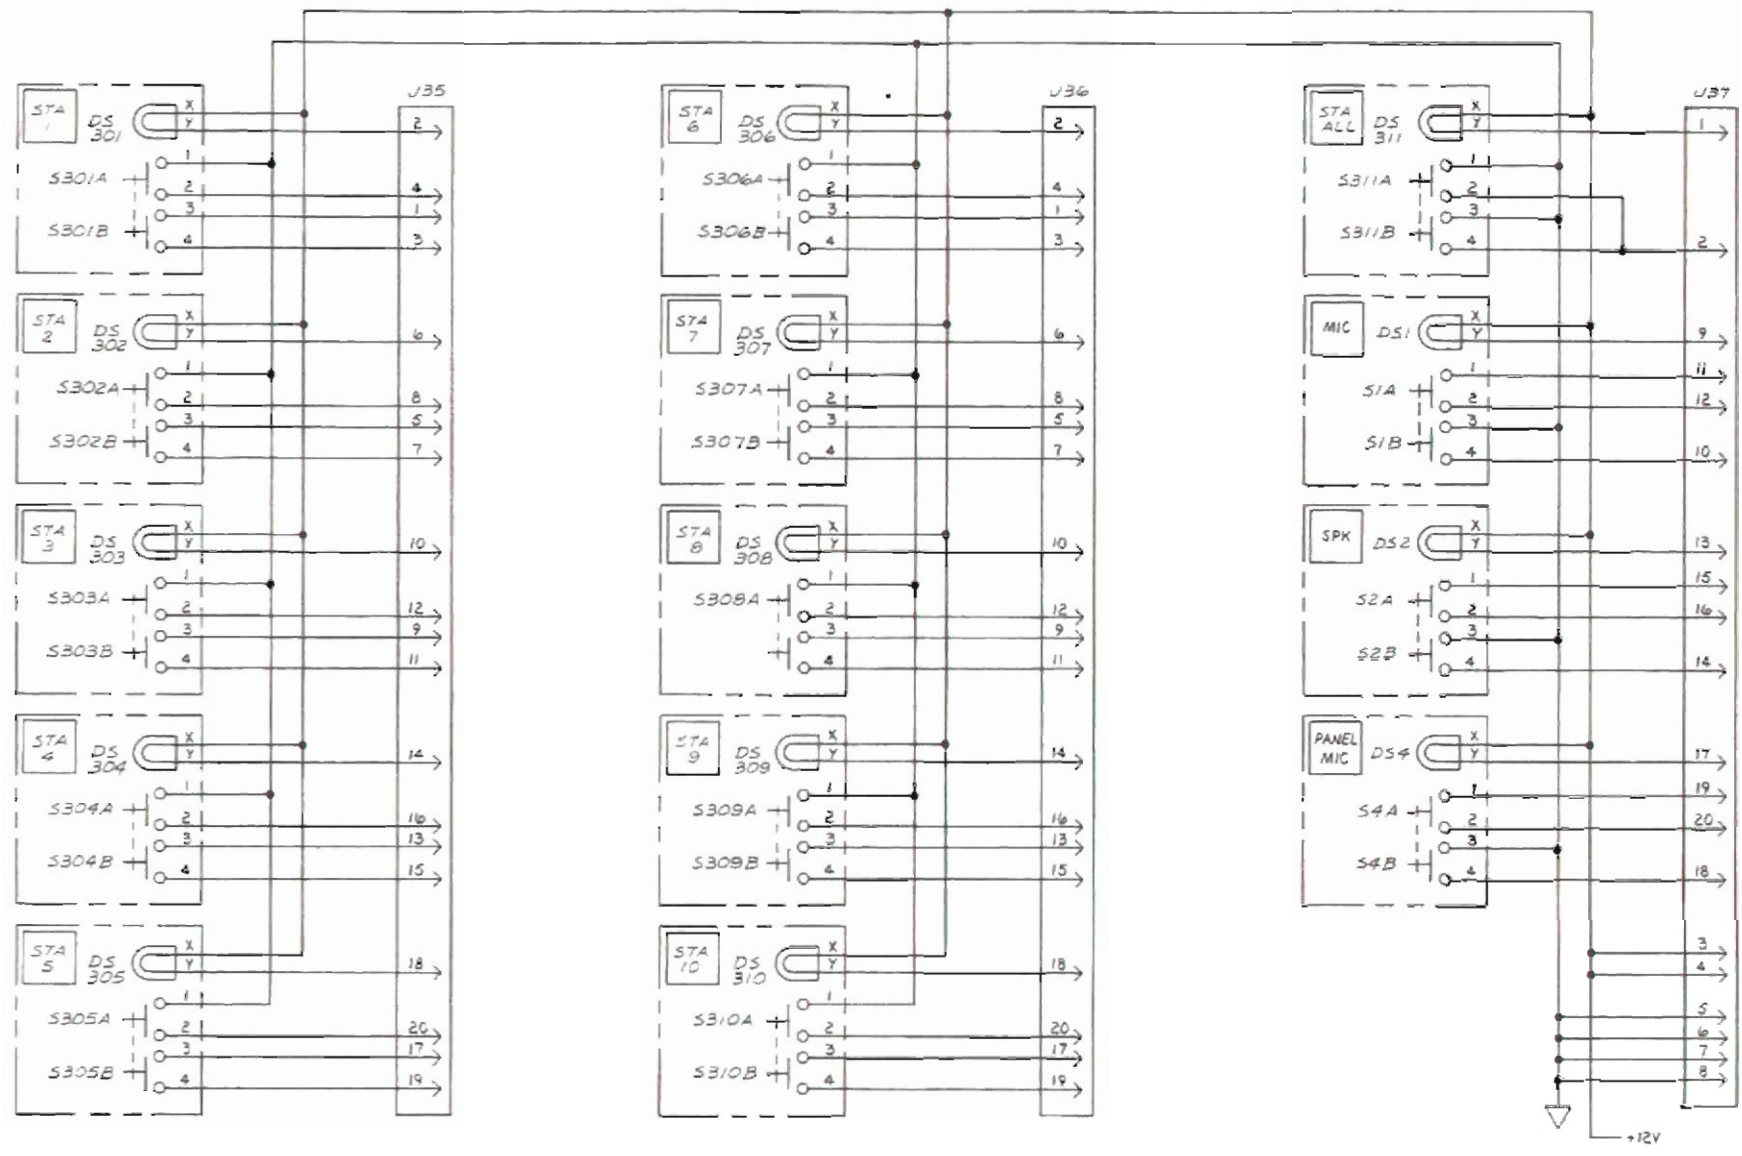 J35
STA
1
DS
301
X
Y
2
S301A
1
2
4
3
1
S301B
4
3
STA
2
DS
302
X
Y
6
S302A
1
2
8
3
5
S302B
4
7
STA
3
DS
303
X
Y
10
S303A
1
2
12
3
9
S303B
4
11
STA
4
DS
304
X
Y
14
S304A
1
2
16
3
13
S304B
4
15
STA
5
DS
305
X
Y
18
S305A
1
2
20
3
17
S305B
4
19
J36
STA
6
DS
306
X
Y
2
S306A
1
2
4
3
1
S306B
4
3
STA
7
DS
307
X
Y
6
S307A
1
2
8
3
5
S307B
4
7
STA
8
DS
308
X
Y
10
S308A
1
2
12
3
9
4
11
STA
9
DS
309
X
Y
14
S309A
1
2
16
3
13
S309B
4
15
STA
10
DS
310
X
Y
18
S310A
1
2
20
3
17
S310B
4
19
J37
STA
ALL
DS
311
X
Y
1
S311A
1
2
3
S311B
4
2
MIC
DS1
X
Y
9
S1A
1
11
2
12
3
S1B
4
10
SPK
DS2
X
Y
13
S2A
1
15
2
16
3
S2B
4
14
PANEL
MIC
DS4
X
Y
17
S4A
1
19
2
20
3
S4B
4
18
3
4
5
6
7
8
+12V